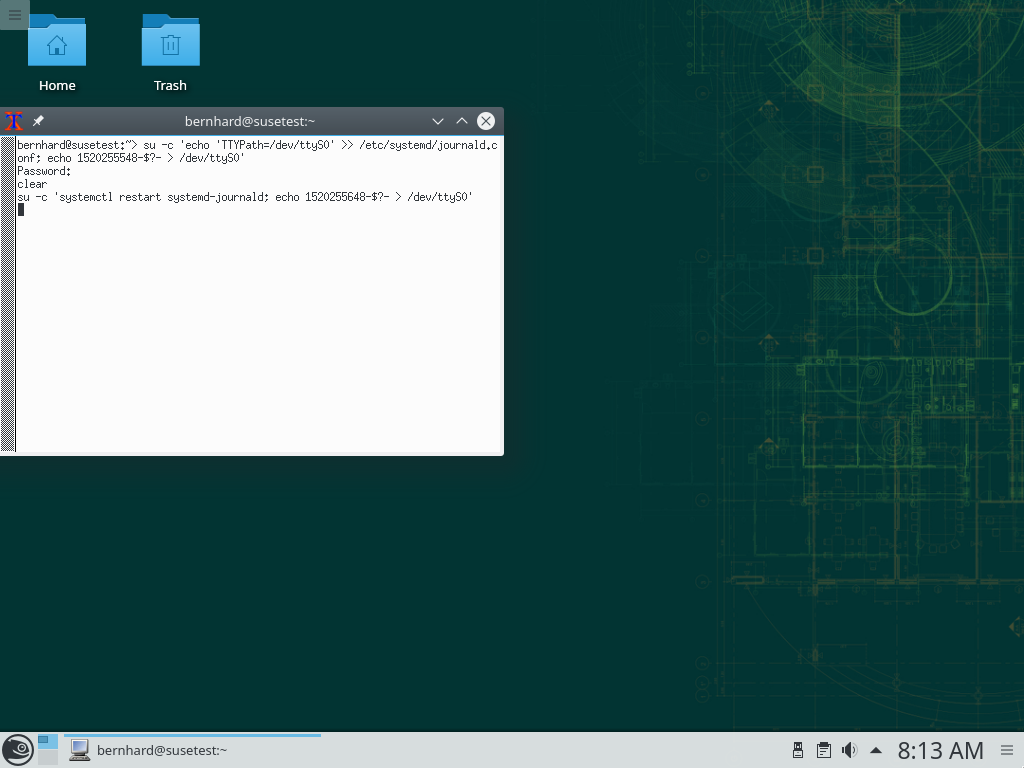 Home
Trash
bernhard@susetest:~
bernhard@susetest:~> su -c 'echo 'TTYPath=/dev/ttyS0' >> /etc/systemd/journald.c
onf; echo 1520255548-$?- > /dev/ttyS0'
Password:
clear
su -c 'systemctl restart systemd-journald; echo 1520255648-$?- > /dev/ttyS0'
bernhard@susetest:~
8:13 AM